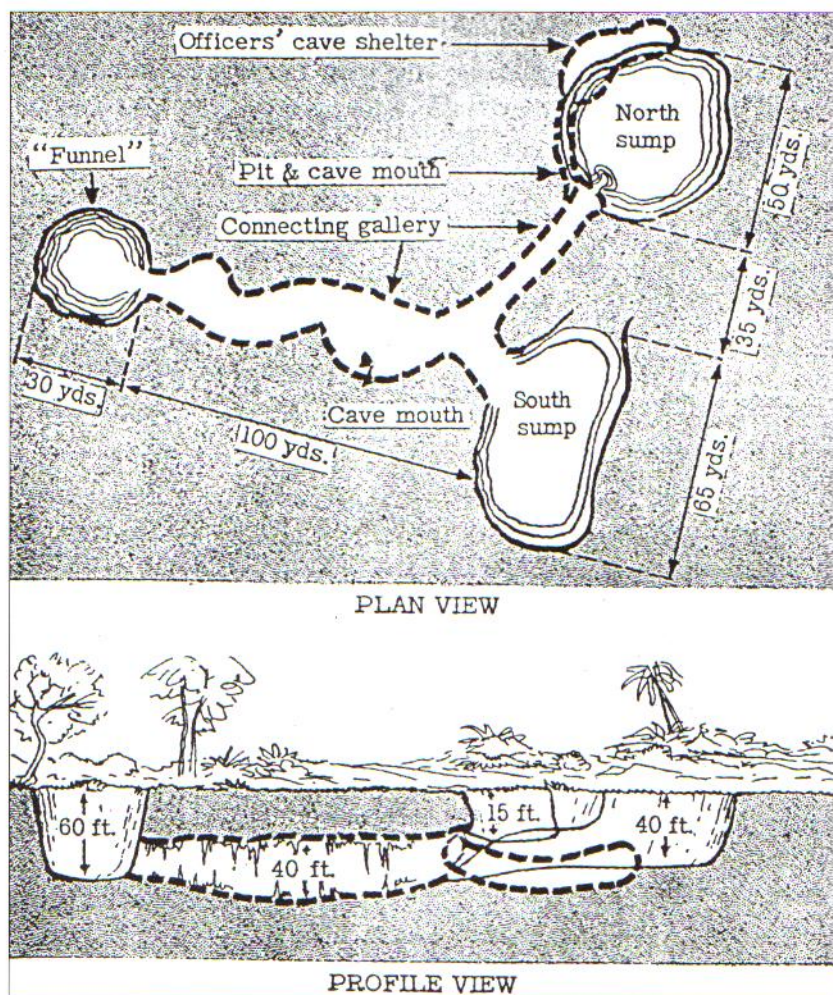 Officers' cave shelter
North
sump
"Funnel"
Pit & cave mouth
50 yds.
Connecting gallery
35 yds.
30 yds.
Cave mouth
South
sump
100 yds.
65 yds.
PLAN VIEW
60 ft.
15 ft.
40 ft.
40 ft.
PROFILE VIEW